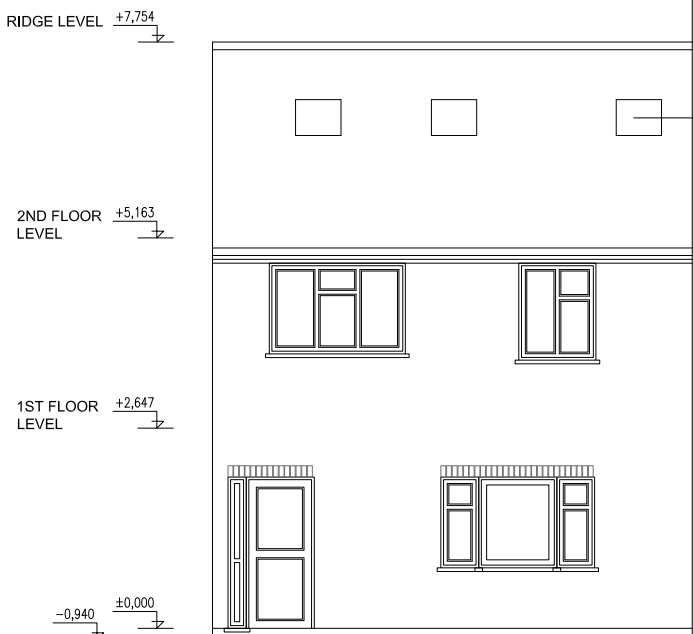 RIDGE LEVEL +7,754
2ND FLOOR +5,163
LEVEL
1ST FLOOR +2,647
LEVEL
±0,000
-0,940